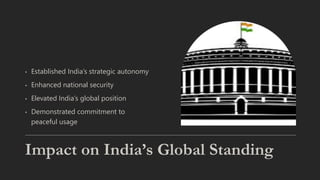 • Established India's strategic autonomy
• Enhanced national security
• Elevated India's global position
• Demonstrated commitment to
peaceful usage
Impact on India's Global Standing